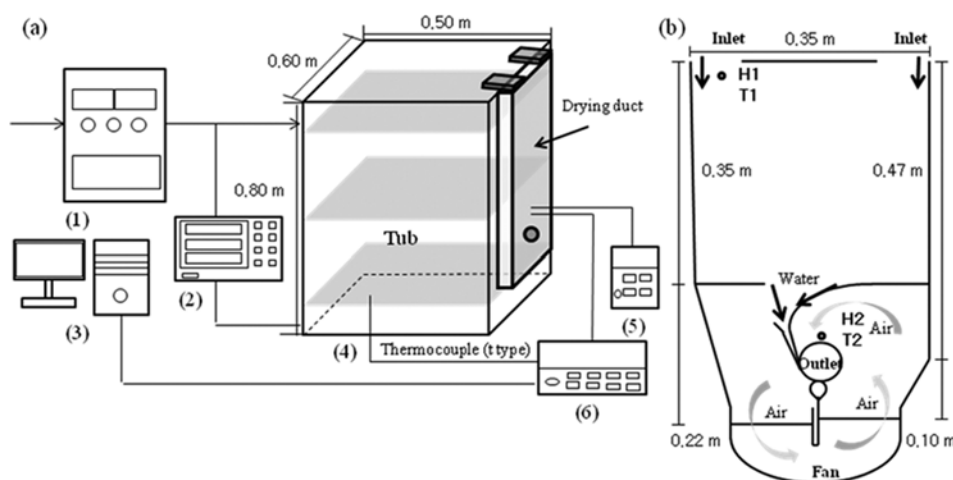 (a)
0.50 m
0.60 m
Drying duct
0.80 m
(1)
Tub
(2)
(3)
(4)
(5)
Thermocouple (t type)
(6)
(b)
Inlet
Inlet
0.35 m
H1
T1
0.35 m
0.47 m
Water
H2
Air
T2
Outlet
Air
Air
0.22 m
0.10 m
Fan